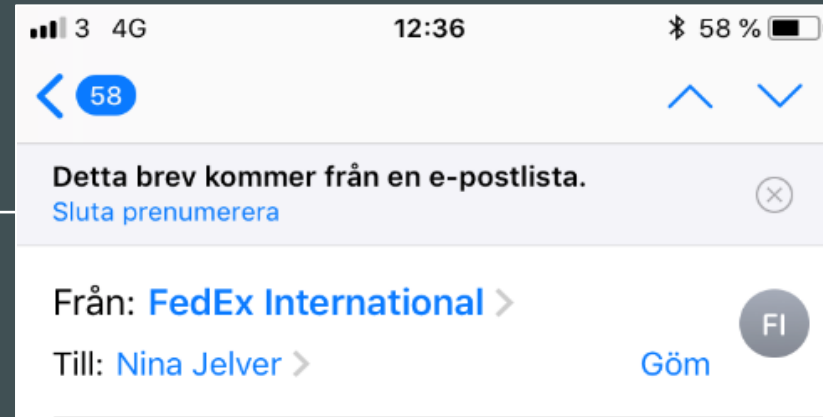 3 4G 12:36 58 %
58
Detta brev kommer från en e-postlista.
Sluta prenumerera
Från: FedEx International
FI
Till: Nina Jelver Göm